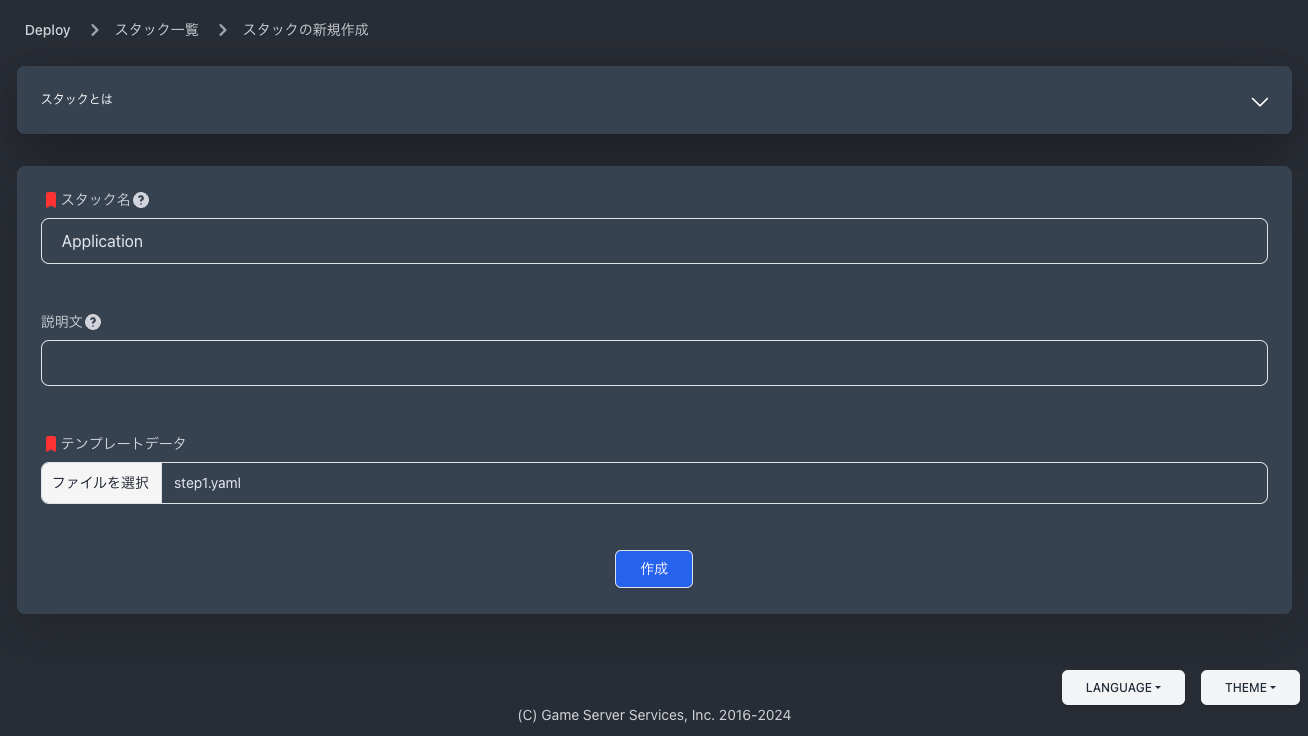 Deploy スタック一覧 スタックの新規作成
スタックとは
スタック名
Application
説明文
テンプレートデータ
ファイルを選択 step1.yaml
作成
LANGUAGE THEME
(C) Game Server Services, Inc. 2016-2024